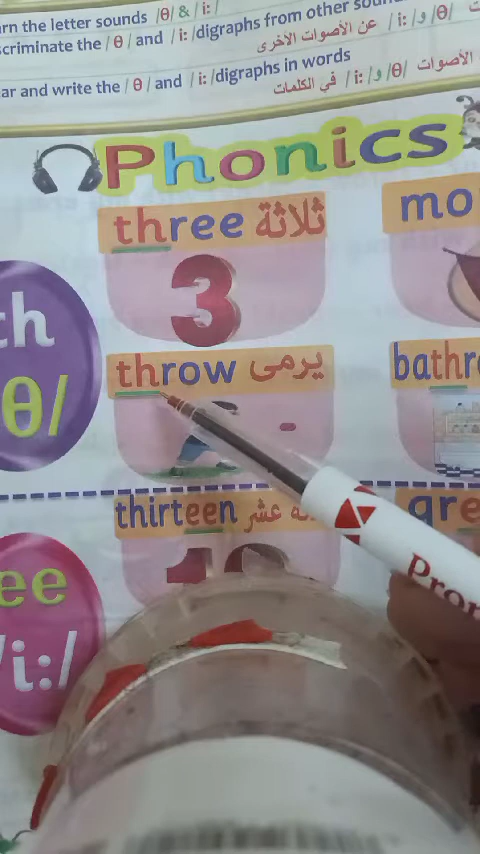 rn the letter sounds /θ/ & / i: /
scriminate the / θ / and / i: /digraphs from other
/θ/ و/ i: / عن الأصوات الأخرى
ar and write the / θ / and / i: /digraphs in words
الأصوات /θ/ و/ i: / في الكلمات
Phonics
three ثلاثة
mo
th
/θ/
3
throw يرمى
bathr
thirteen عشر
gre
ee
/i:/
Pro